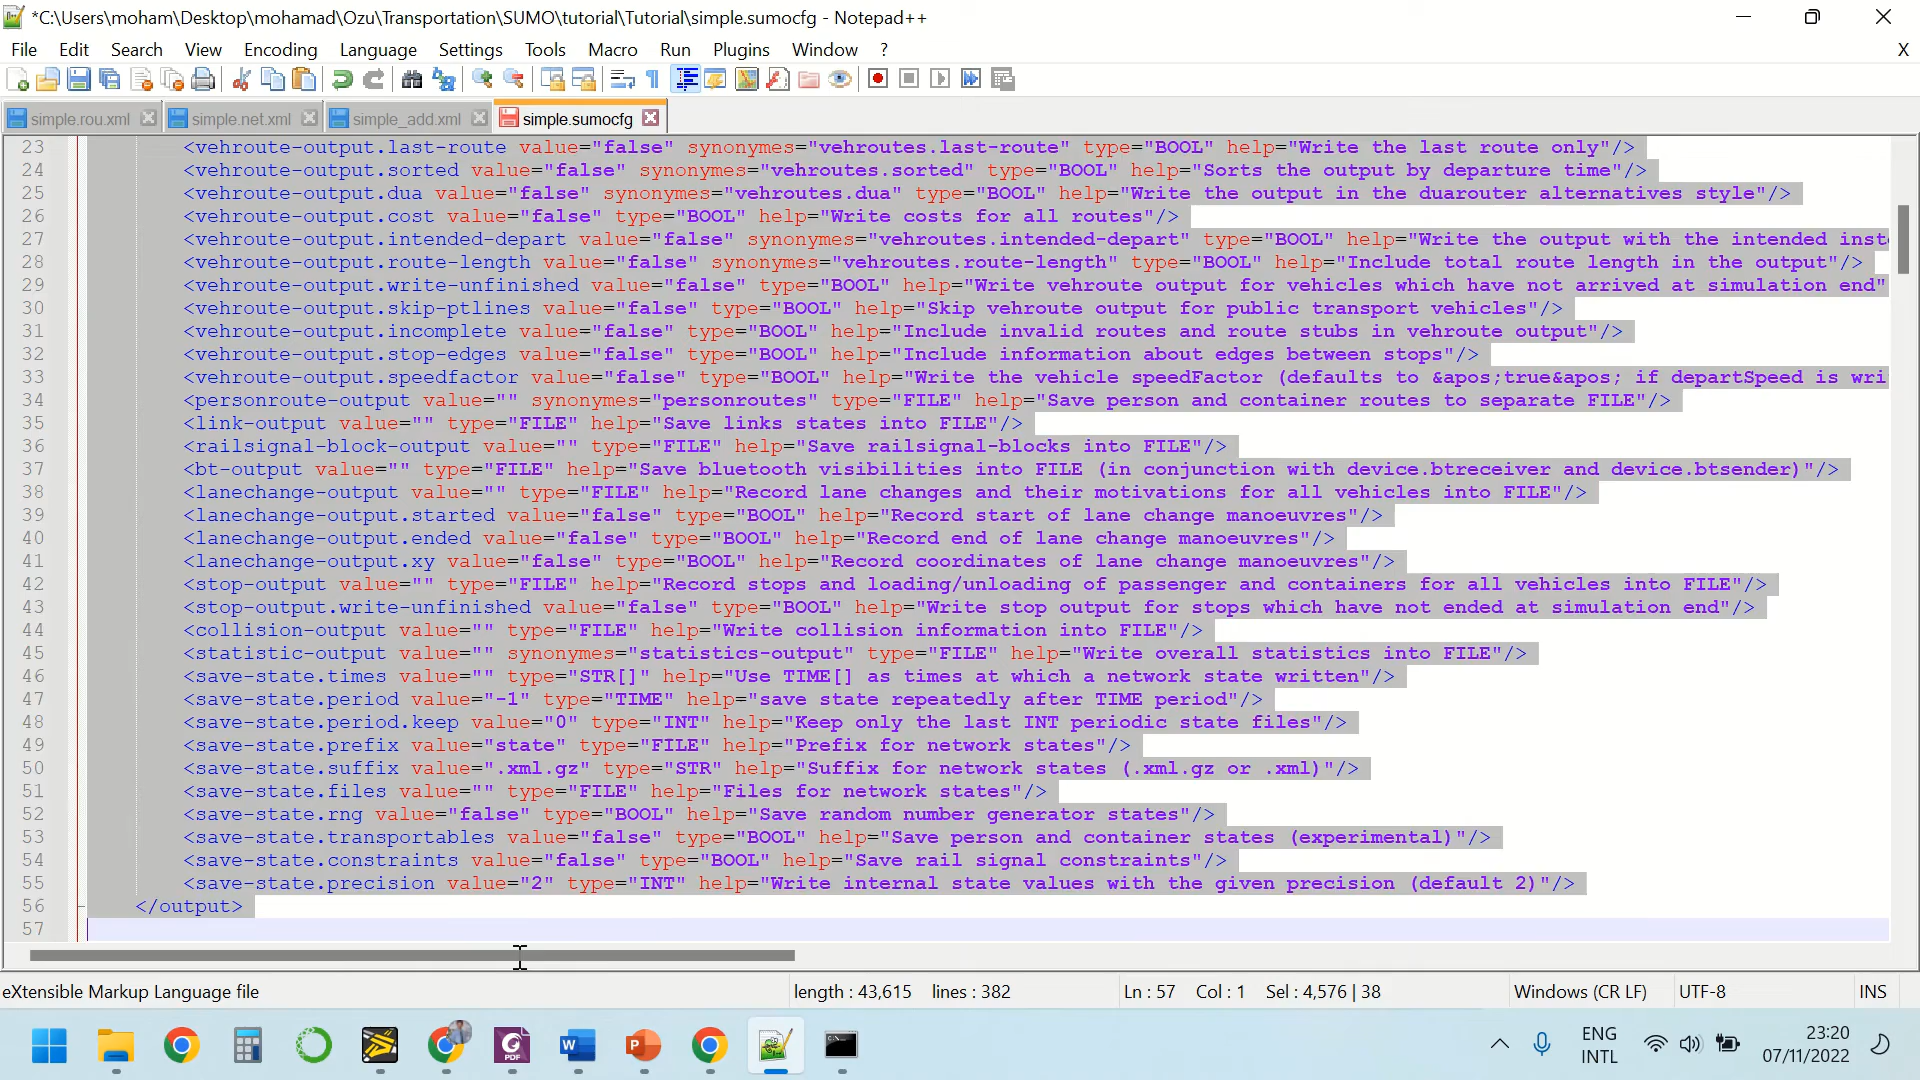 *C:\Users\moham\Desktop\mohamad\Ozu\Transportation\SUMO\tutorial\Tutorial\simple.sumocfg - Notepad++
File Edit Search View Encoding Language Settings Tools Macro Run Plugins Window ? X
simple.rou.xml simple.net.xml simple_add.xml simple.sumocfg
23 <vehroute-output.last-route value="false" synonymes="vehroutes.last-route" type="BOOL" help="Write the last route only"/>
24 <vehroute-output.sorted value="false" synonymes="vehroutes.sorted" type="BOOL" help="Sorts the output by departure time"/>
25 <vehroute-output.dua value="false" synonymes="vehroutes.dua" type="BOOL" help="Write the output in the duarouter alternatives style"/>
26 <vehroute-output.cost value="false" type="BOOL" help="Write costs for all routes"/>
27 <vehroute-output.intended-depart value="false" synonymes="vehroutes.intended-depart" type="BOOL" help="Write the output with the intended inst
28 <vehroute-output.route-length value="false" synonymes="vehroutes.route-length" type="BOOL" help="Include total route length in the output"/>
29 <vehroute-output.write-unfinished value="false" type="BOOL" help="Write vehroute output for vehicles which have not arrived at simulation end"
30 <vehroute-output.skip-ptlines value="false" type="BOOL" help="Skip vehroute output for public transport vehicles"/>
31 <vehroute-output.incomplete value="false" type="BOOL" help="Include invalid routes and route stubs in vehroute output"/>
32 <vehroute-output.stop-edges value="false" type="BOOL" help="Include information about edges between stops"/>
33 <vehroute-output.speedfactor value="false" type="BOOL" help="Write the vehicle speedFactor (defaults to &apos;true&apos; if departSpeed is wri
34 <personroute-output value="" synonymes="personroutes" type="FILE" help="Save person and container routes to separate FILE"/>
35 <link-output value="" type="FILE" help="Save links states into FILE"/>
36 <railsignal-block-output value="" type="FILE" help="Save railsignal-blocks into FILE"/>
37 <bt-output value="" type="FILE" help="Save bluetooth visibilities into FILE (in conjunction with device.btreceiver and device.btsender)"/>
38 <lanechange-output value="" type="FILE" help="Record lane changes and their motivations for all vehicles into FILE"/>
39 <lanechange-output.started value="false" type="BOOL" help="Record start of lane change manoeuvres"/>
40 <lanechange-output.ended value="false" type="BOOL" help="Record end of lane change manoeuvres"/>
41 <lanechange-output.xy value="false" type="BOOL" help="Record coordinates of lane change manoeuvres"/>
42 <stop-output value="" type="FILE" help="Record stops and loading/unloading of passenger and containers for all vehicles into FILE"/>
43 <stop-output.write-unfinished value="false" type="BOOL" help="Write stop output for stops which have not ended at simulation end"/>
44 <collision-output value="" type="FILE" help="Write collision information into FILE"/>
45 <statistic-output value="" synonymes="statistics-output" type="FILE" help="Write overall statistics into FILE"/>
46 <save-state.times value="" type="STR[]" help="Use TIME[] as times at which a network state written"/>
47 <save-state.period value="-1" type="TIME" help="save state repeatedly after TIME period"/>
48 <save-state.period.keep value="0" type="INT" help="Keep only the last INT periodic state files"/>
49 <save-state.prefix value="state" type="FILE" help="Prefix for network states"/>
50 <save-state.suffix value=".xml.gz" type="STR" help="Suffix for network states (.xml.gz or .xml)"/>
51 <save-state.files value="" type="FILE" help="Files for network states"/>
52 <save-state.rng value="false" type="BOOL" help="Save random number generator states"/>
53 <save-state.transportables value="false" type="BOOL" help="Save person and container states (experimental)"/>
54 <save-state.constraints value="false" type="BOOL" help="Save rail signal constraints"/>
55 <save-state.precision value="2" type="INT" help="Write internal state values with the given precision (default 2)"/>
56 </output>
57
eXtensible Markup Language file length : 43,615 lines : 382 Ln : 57 Col : 1 Sel : 4,576 | 38 Windows (CR LF) UTF-8 INS
ENG 23:20
INTL 07/11/2022